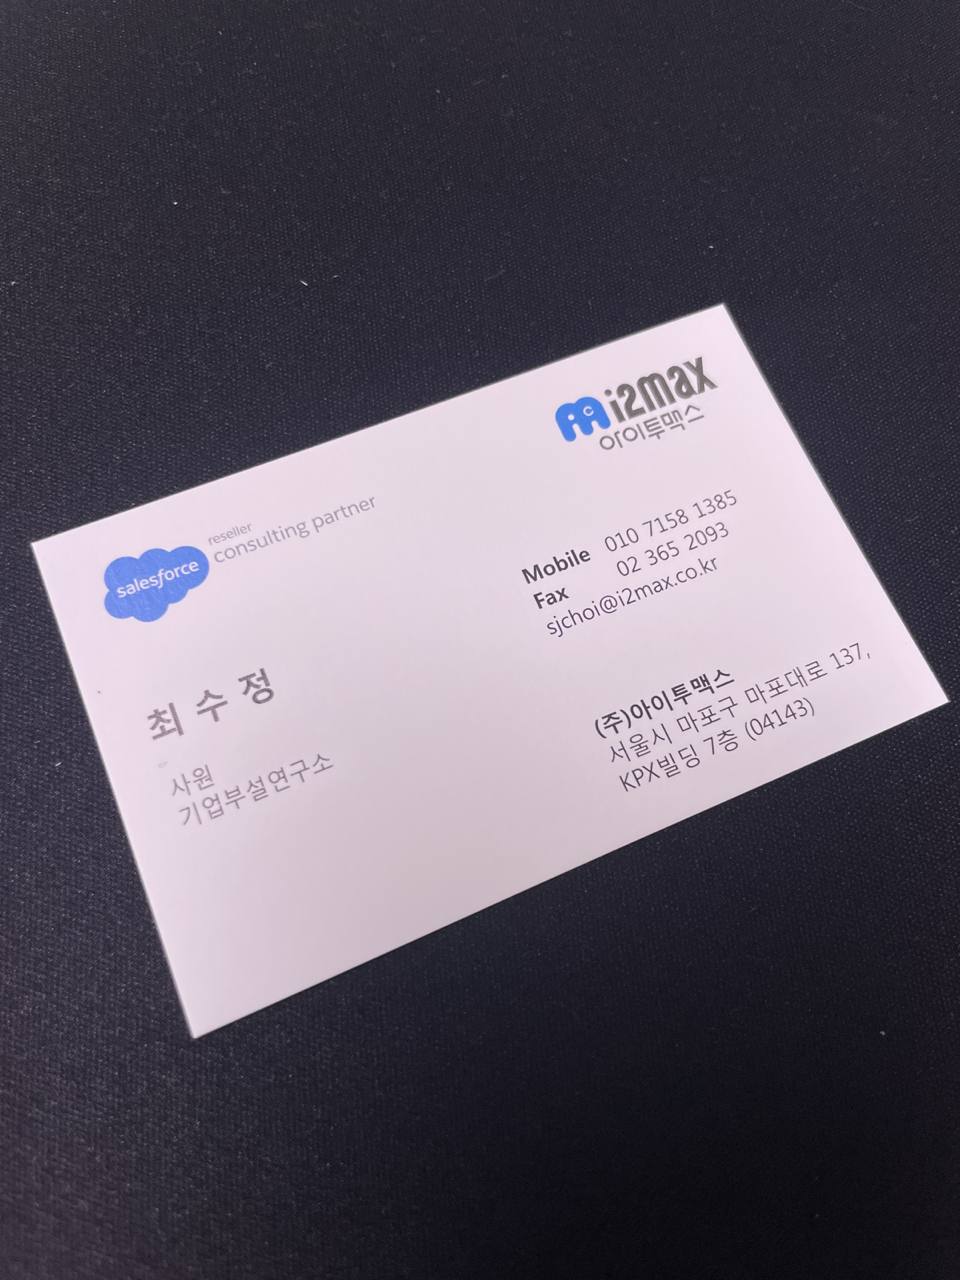 i2max
아이투맥스
salesforce
reseller
consulting partner
최 수 정
사원
기업부설연구소
Mobile 010 7158 1385
Fax 02 365 2093
sjchoi@i2max.co.kr
(주)아이투맥스
서울시 마포구 마포대로 137,
KPX빌딩 7층 (04143)